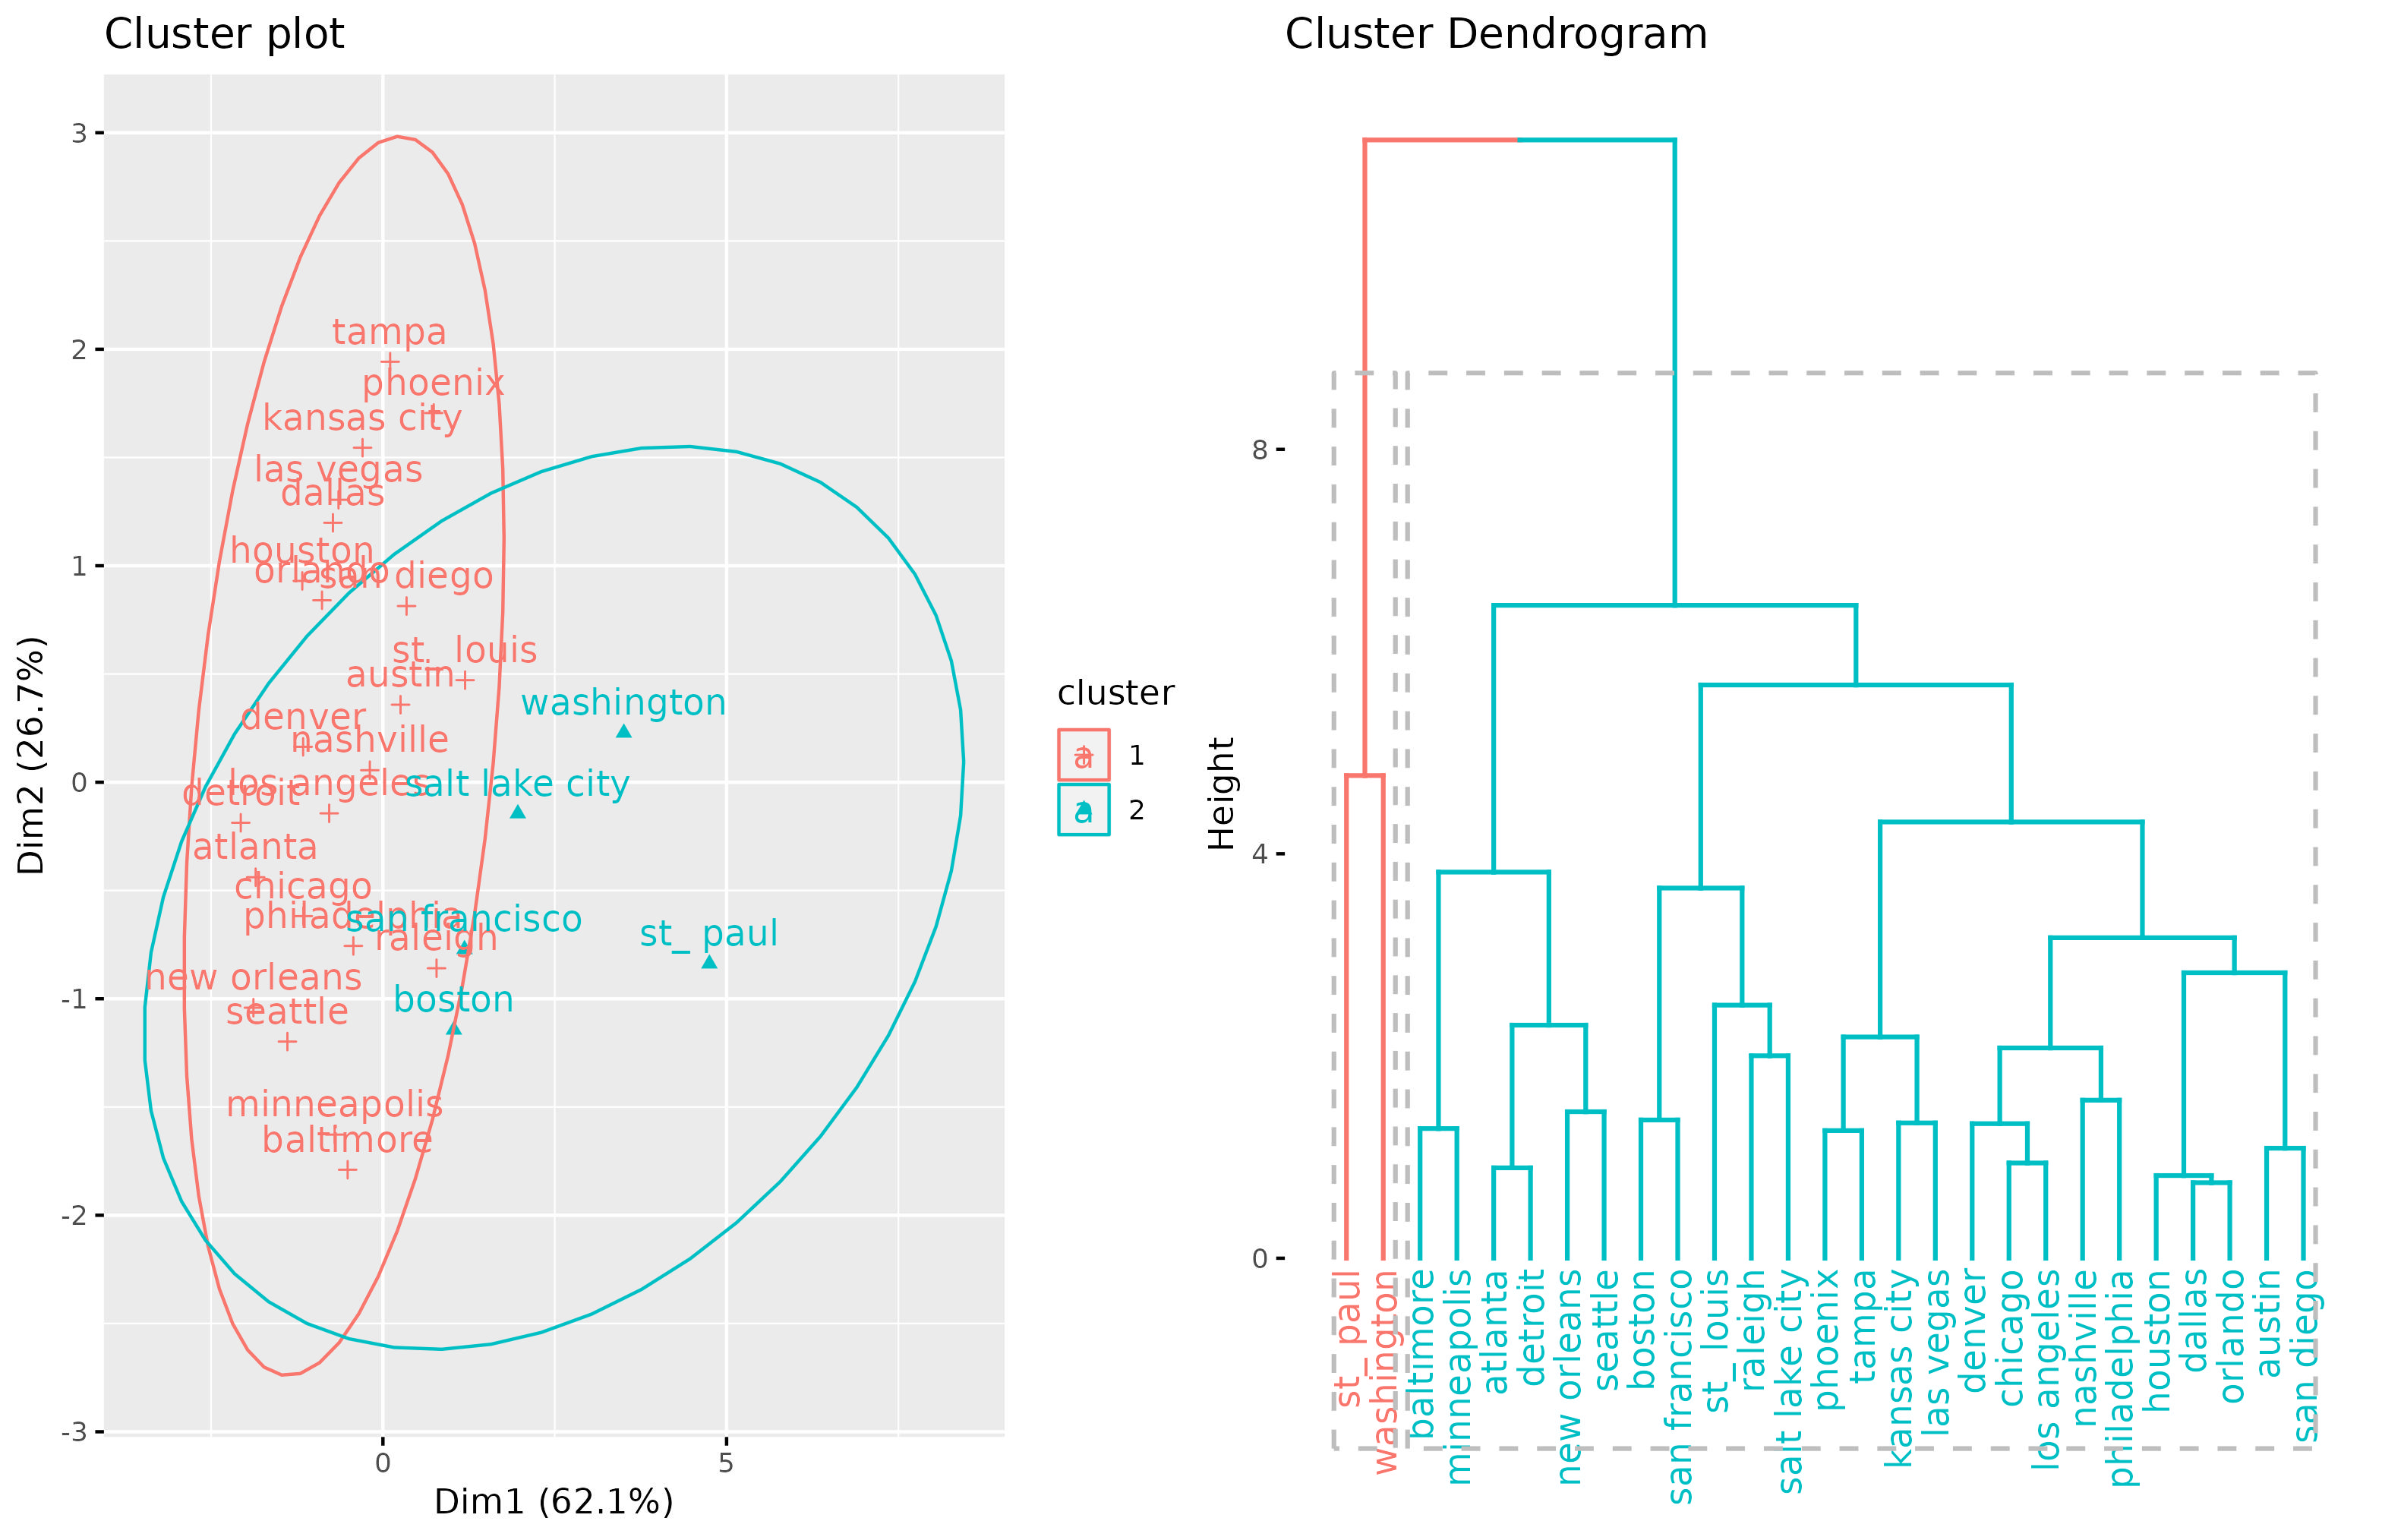 Cluster plot
3
2
1
0
-1
-2
-3
0
5
Dim2 (26.7%)
Dim1 (62.1%)
tampa
phoenix
kansas city
las vegas
dallas
houston
orlando
san diego
st_ louis
austin
washington
denver
nashville
los angeles
salt lake city
detroit
atlanta
chicago
philadelphia
san francisco
raleigh
st_ paul
new orleans
boston
seattle
minneapolis
baltimore
cluster
a 1
a 2
Cluster Dendrogram
Height
8
4
0
st_ paul
washington
baltimore
minneapolis
atlanta
detroit
new orleans
seattle
boston
san francisco
st_ louis
raleigh
salt lake city
phoenix
tampa
kansas city
las vegas
denver
chicago
los angeles
nashville
philadelphia
houston
dallas
orlando
austin
san diego